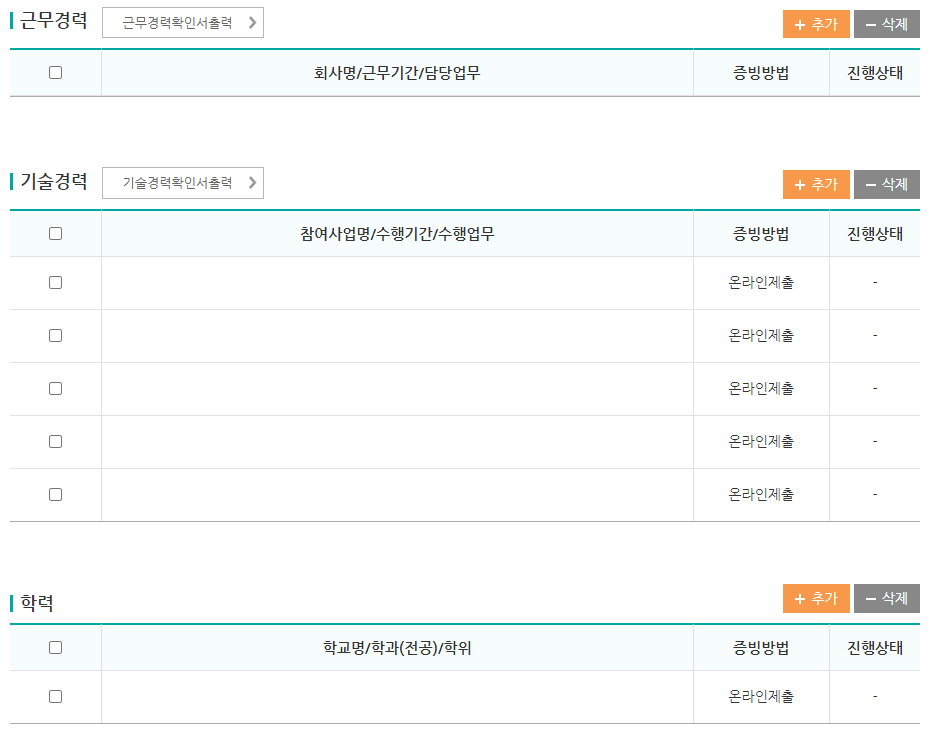 근무경력 근무경력확인서출력 + 추가 − 삭제
회사명/근무기간/담당업무 증빙방법 진행상태
기술경력 기술경력확인서출력 + 추가 − 삭제
참여사업명/수행기간/수행업무 증빙방법 진행상태
온라인제출 -
온라인제출 -
온라인제출 -
온라인제출 -
온라인제출 -
학력 + 추가 − 삭제
학교명/학과(전공)/학위 증빙방법 진행상태
온라인제출 -